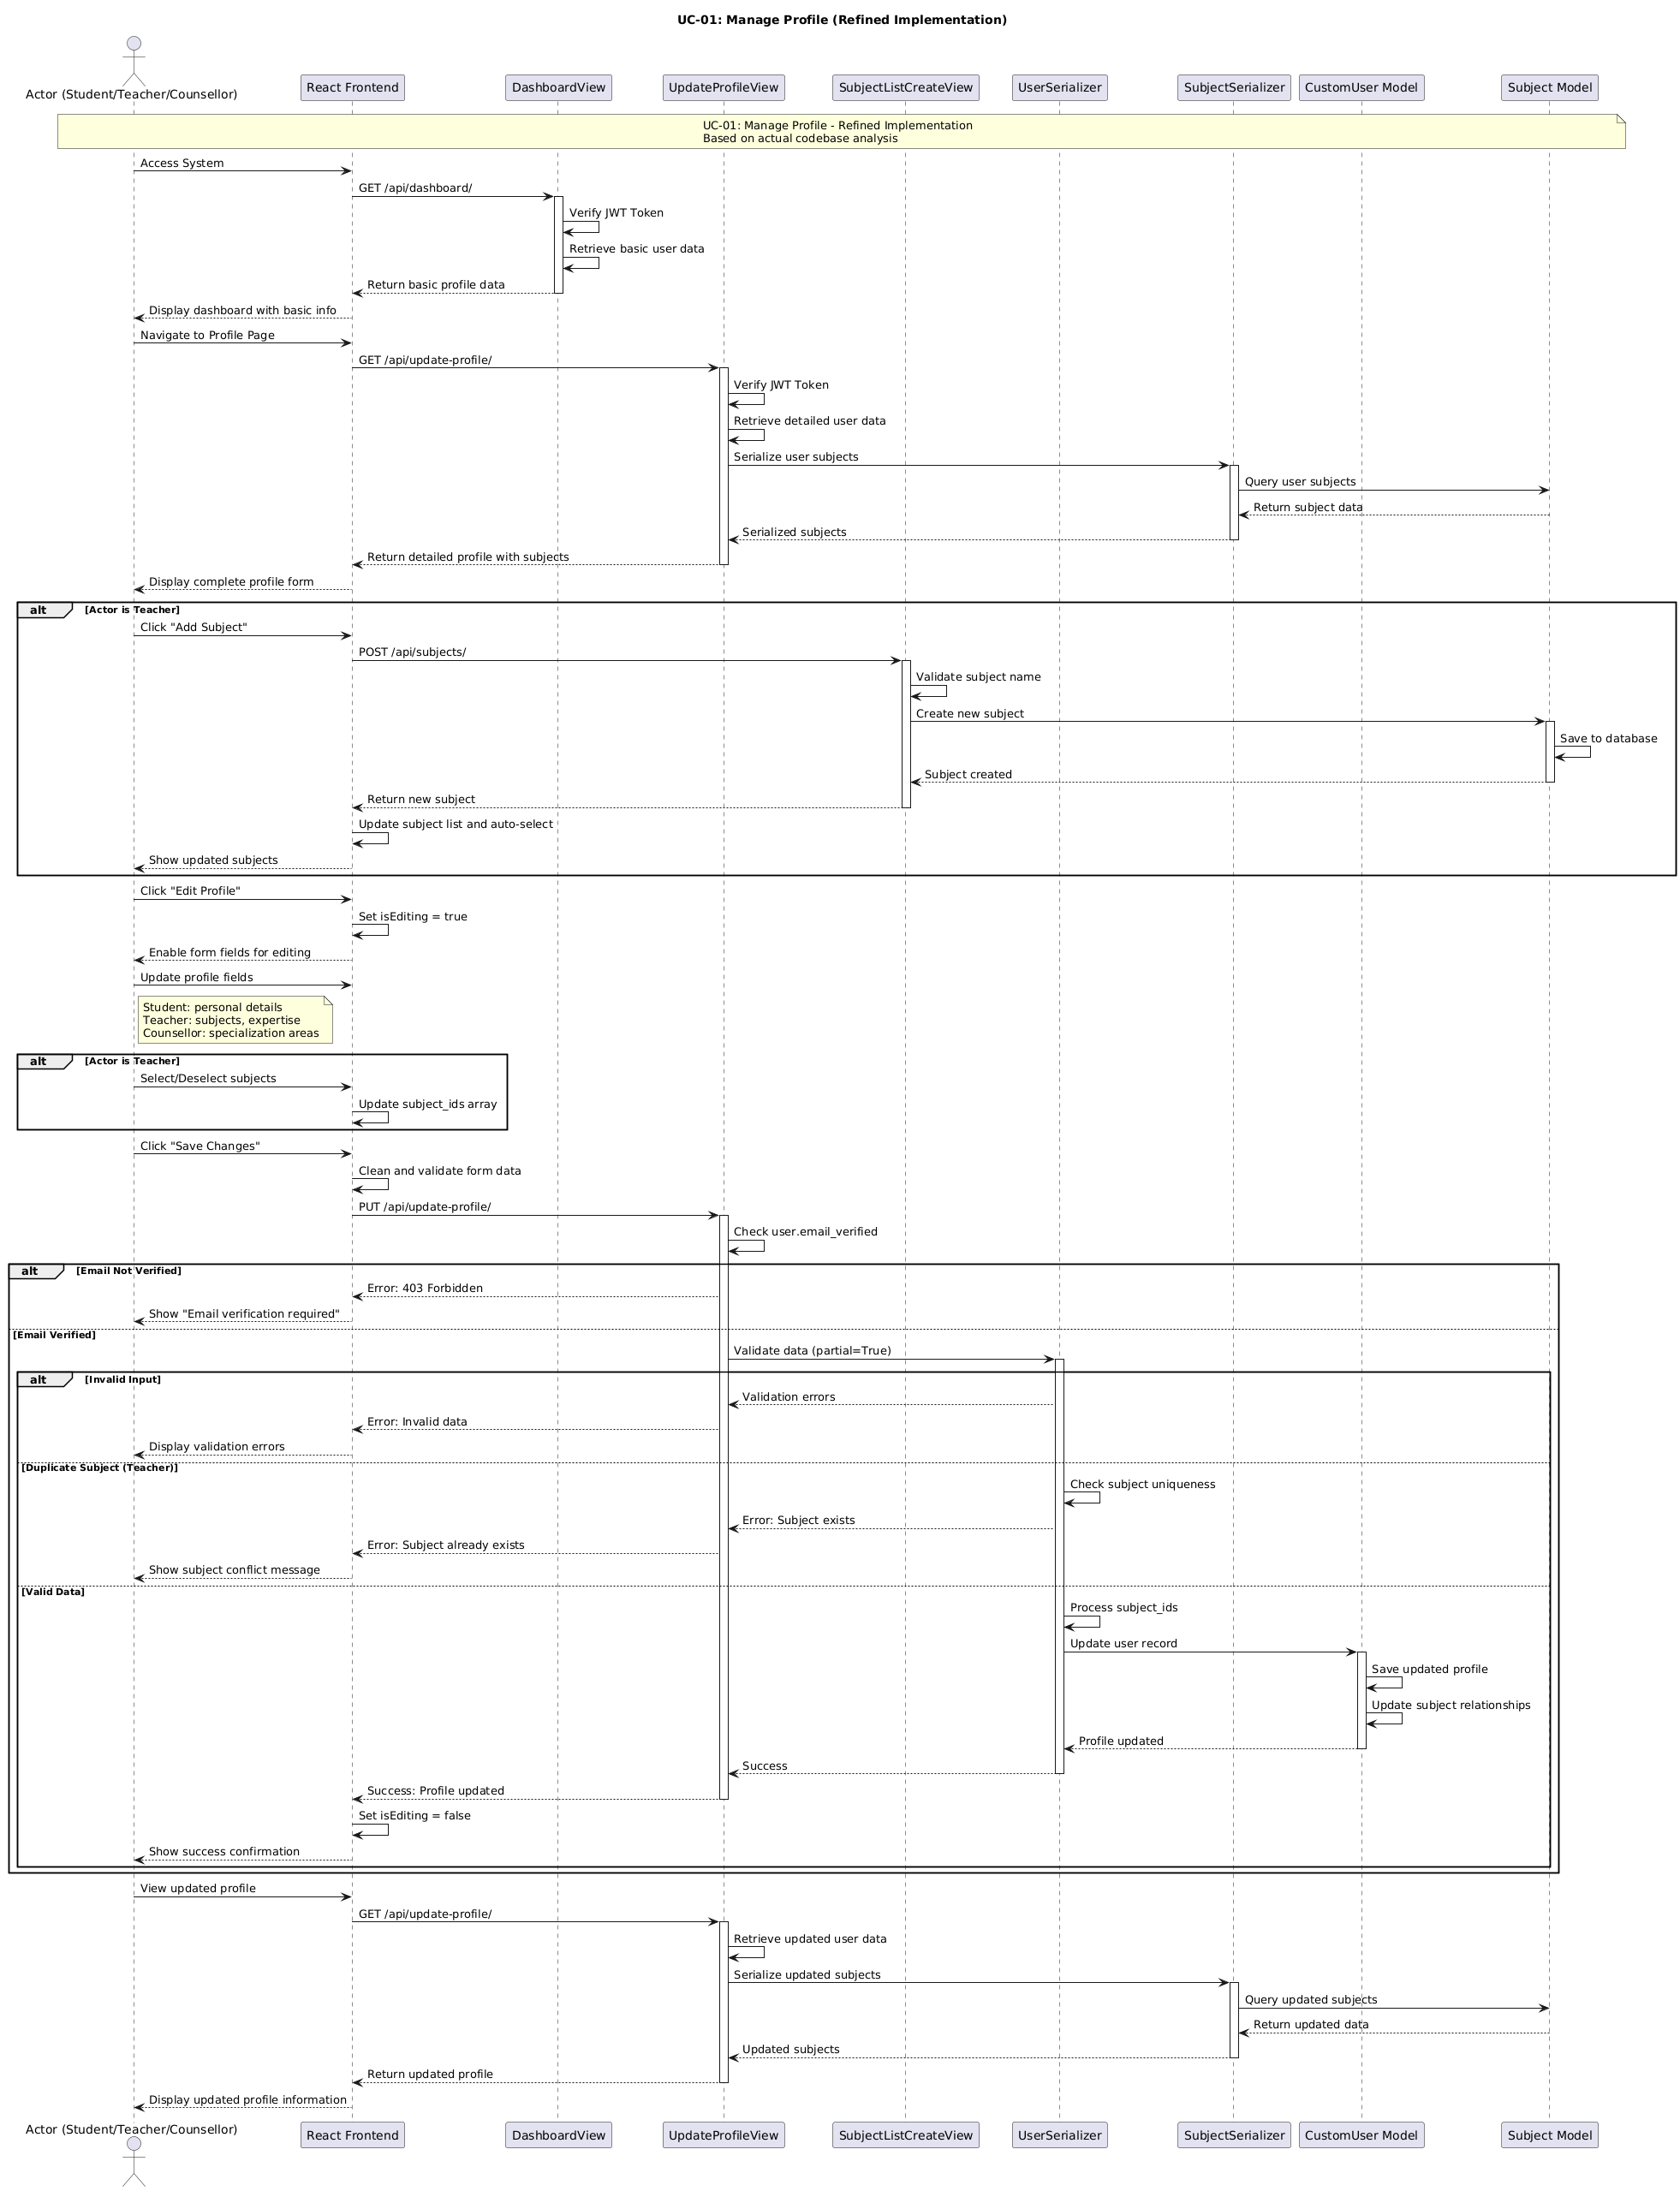 UC-01: Manage Profile (Refined Implementation)
Actor (Student/Teacher/Counsellor)
React Frontend
DashboardView
UpdateProfileView
SubjectListCreateView
UserSerializer
SubjectSerializer
CustomUser Model
Subject Model
UC-01: Manage Profile - Refined Implementation
Based on actual codebase analysis
Access System
GET /api/dashboard/
Verify JWT Token
Retrieve basic user data
Return basic profile data
Display dashboard with basic info
Navigate to Profile Page
GET /api/update-profile/
Verify JWT Token
Retrieve detailed user data
Serialize user subjects
Query user subjects
Return subject data
Serialized subjects
Return detailed profile with subjects
Display complete profile form
alt [Actor is Teacher]
Click "Add Subject"
POST /api/subjects/
Validate subject name
Create new subject
Save to database
Subject created
Return new subject
Update subject list and auto-select
Show updated subjects
Click "Edit Profile"
Set isEditing = true
Enable form fields for editing
Update profile fields
Student: personal details
Teacher: subjects, expertise
Counsellor: specialization areas
alt [Actor is Teacher]
Select/Deselect subjects
Update subject_ids array
Click "Save Changes"
Clean and validate form data
PUT /api/update-profile/
Check user.email_verified
alt [Email Not Verified]
Error: 403 Forbidden
Show "Email verification required"
[Email Verified]
Validate data (partial=True)
alt [Invalid Input]
Validation errors
Error: Invalid data
Display validation errors
[Duplicate Subject (Teacher)]
Check subject uniqueness
Error: Subject exists
Error: Subject already exists
Show subject conflict message
[Valid Data]
Process subject_ids
Update user record
Save updated profile
Update subject relationships
Profile updated
Success
Success: Profile updated
Set isEditing = false
Show success confirmation
View updated profile
GET /api/update-profile/
Retrieve updated user data
Serialize updated subjects
Query updated subjects
Return updated data
Updated subjects
Return updated profile
Display updated profile information
Actor (Student/Teacher/Counsellor)
React Frontend
DashboardView
UpdateProfileView
SubjectListCreateView
UserSerializer
SubjectSerializer
CustomUser Model
Subject Model